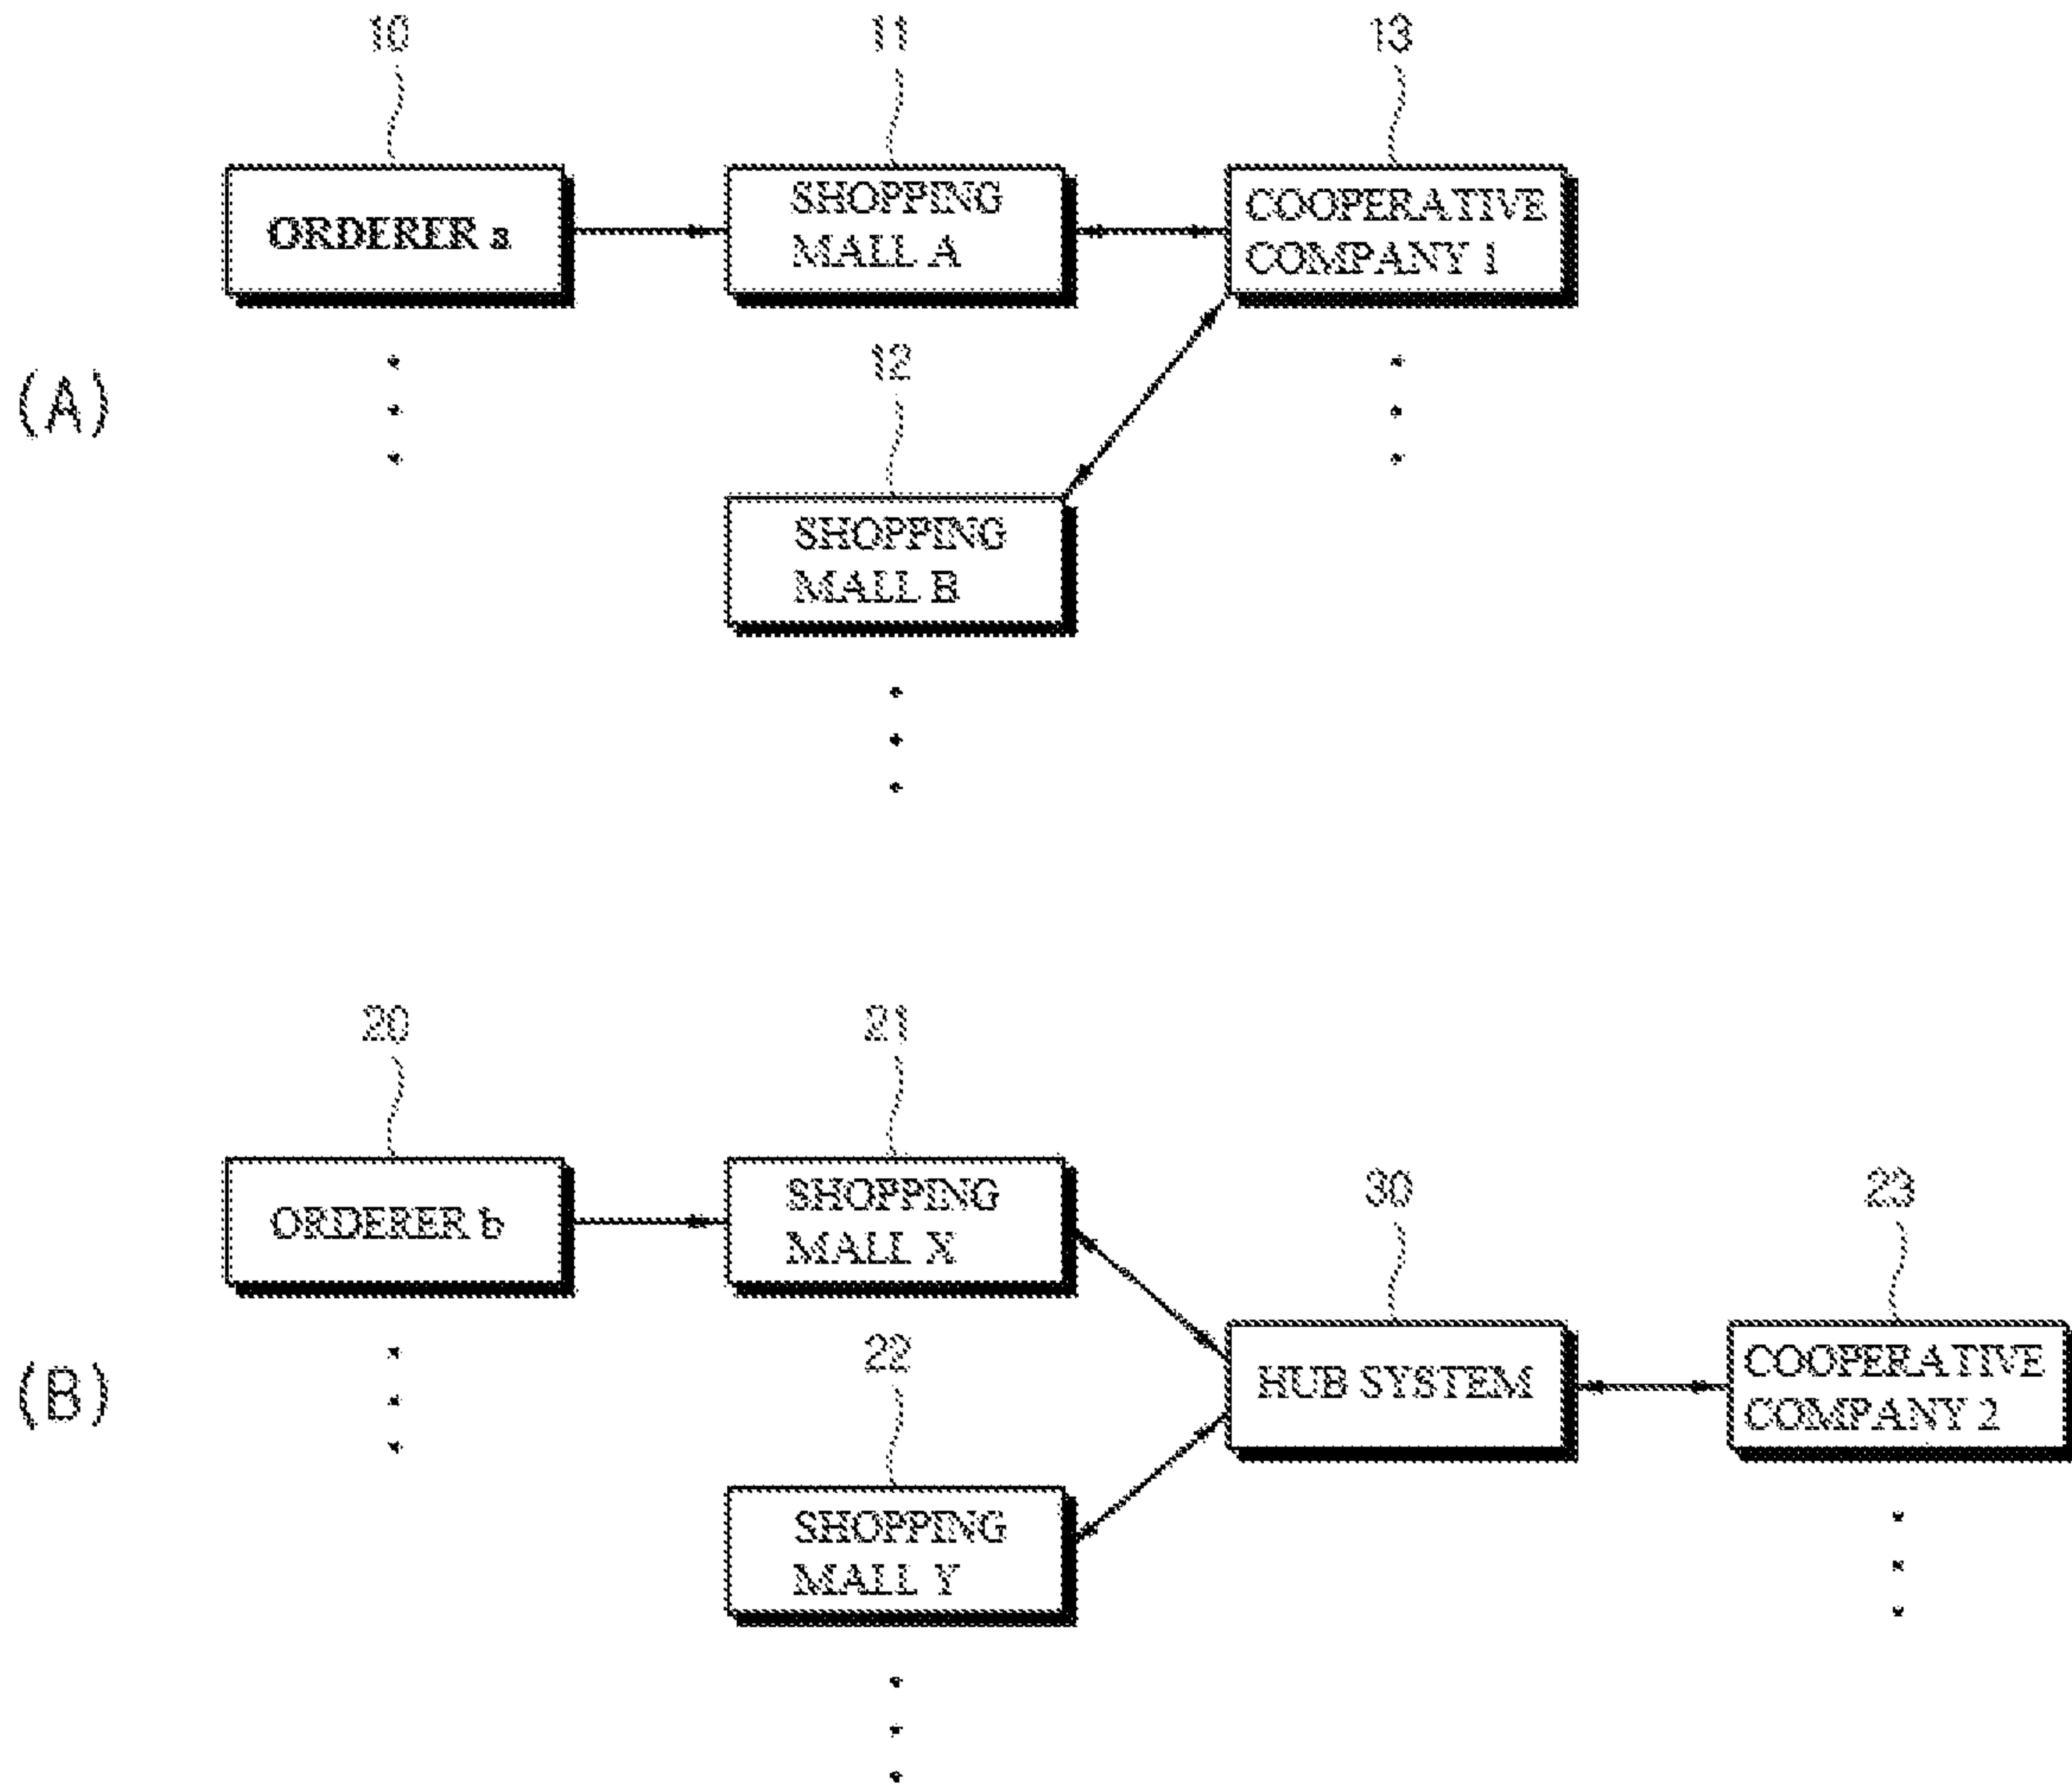 10
11
13
ORDERER a
SHOPPING
MALL A
COOPERATIVE
COMPANY 1
(A)
12
SHOPPING
MALL B
20
21
ORDERER b
SHOPPING
MALL X
30
23
(B)
22
HUB SYSTEM
COOPERATIVE
COMPANY 2
SHOPPING
MALL Y